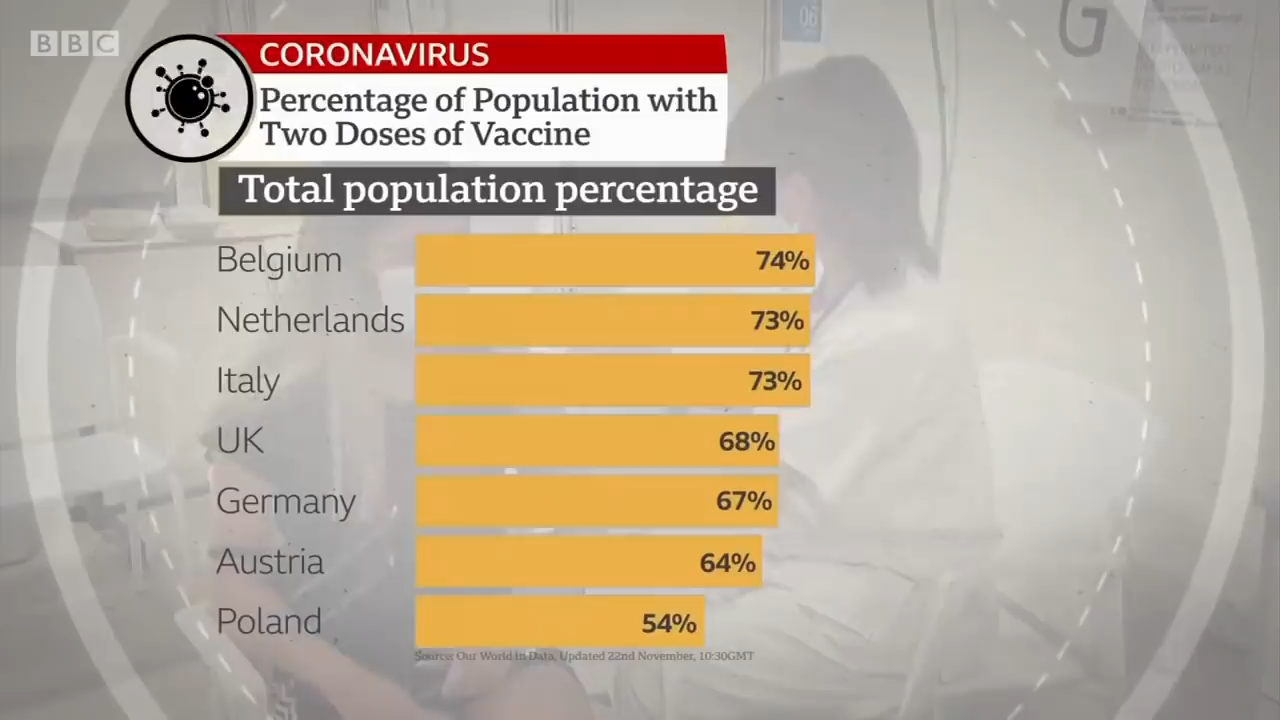 BBC
06
G
CORONAVIRUS
Percentage of Population with
Two Doses of Vaccine
Total population percentage
Belgium 74%
Netherlands 73%
Italy 73%
UK 68%
Germany 67%
Austria 64%
Poland 54%
Source: Our World in Data, Updated 22nd November, 10:30GMT